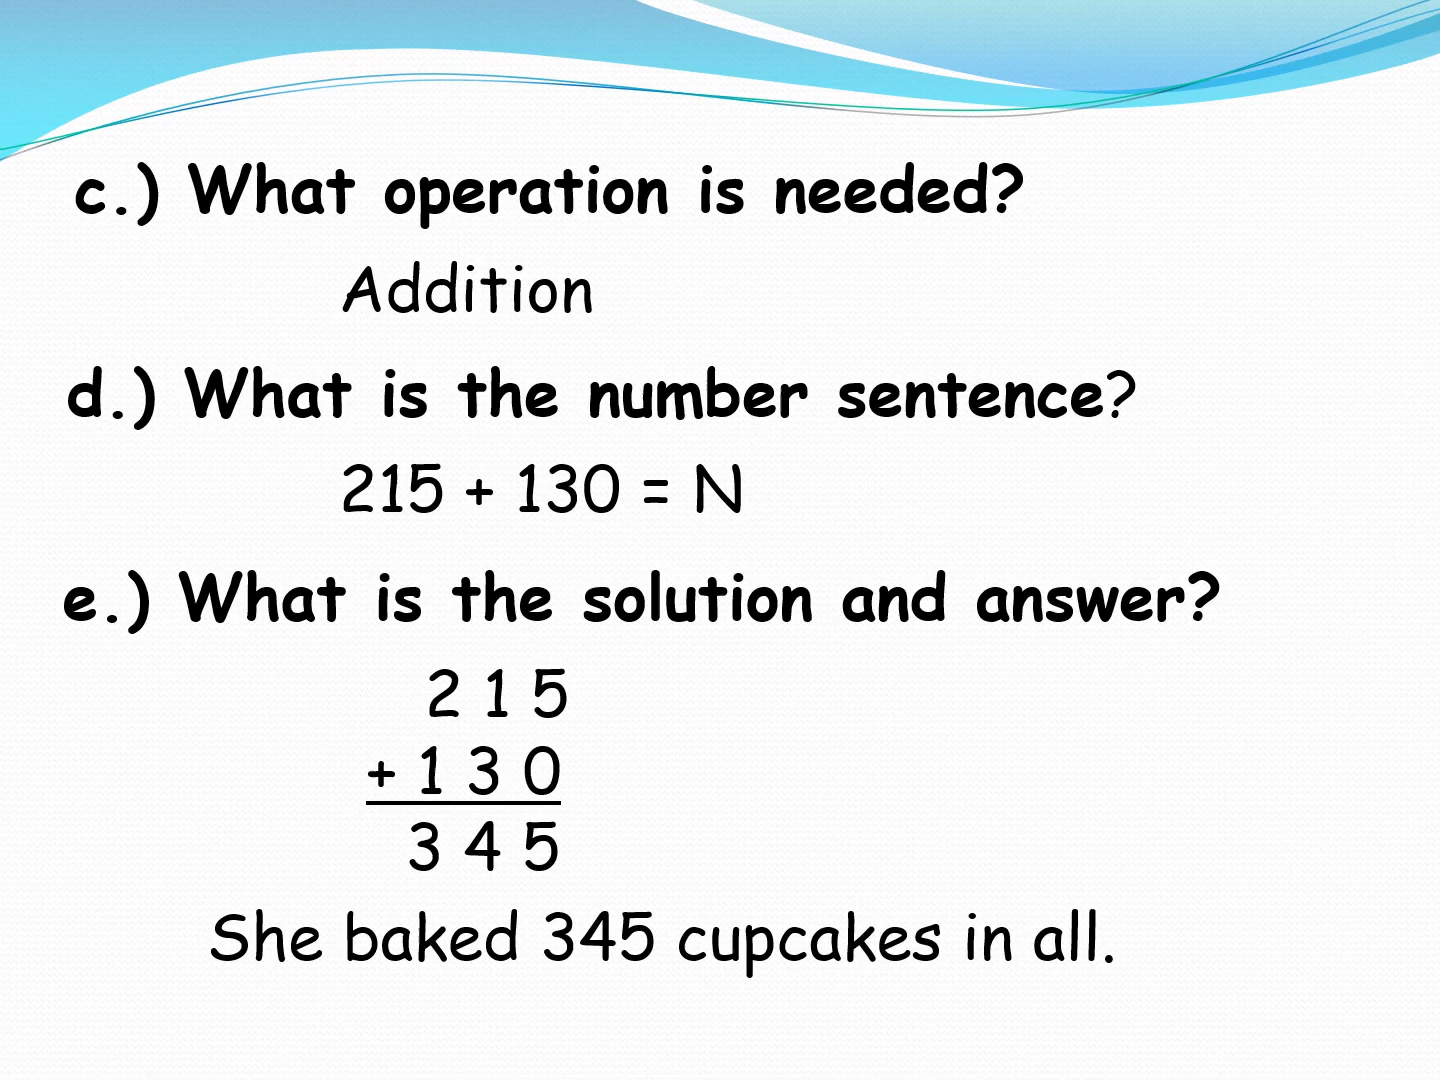 c.) What operation is needed?
Addition
d.) What is the number sentence?
215 + 130 = N
e.) What is the solution and answer?
2 1 5
+ 1 3 0
3 4 5
She baked 345 cupcakes in all.